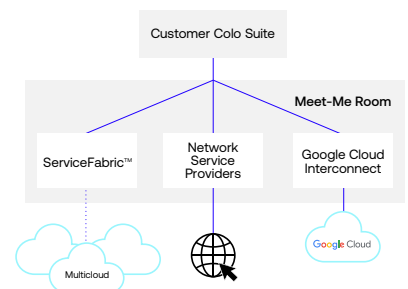 Customer Colo Suite
Meet-Me Room
ServiceFabric™
Network
Service
Providers
Google Cloud
Interconnect
Multicloud
Google Cloud